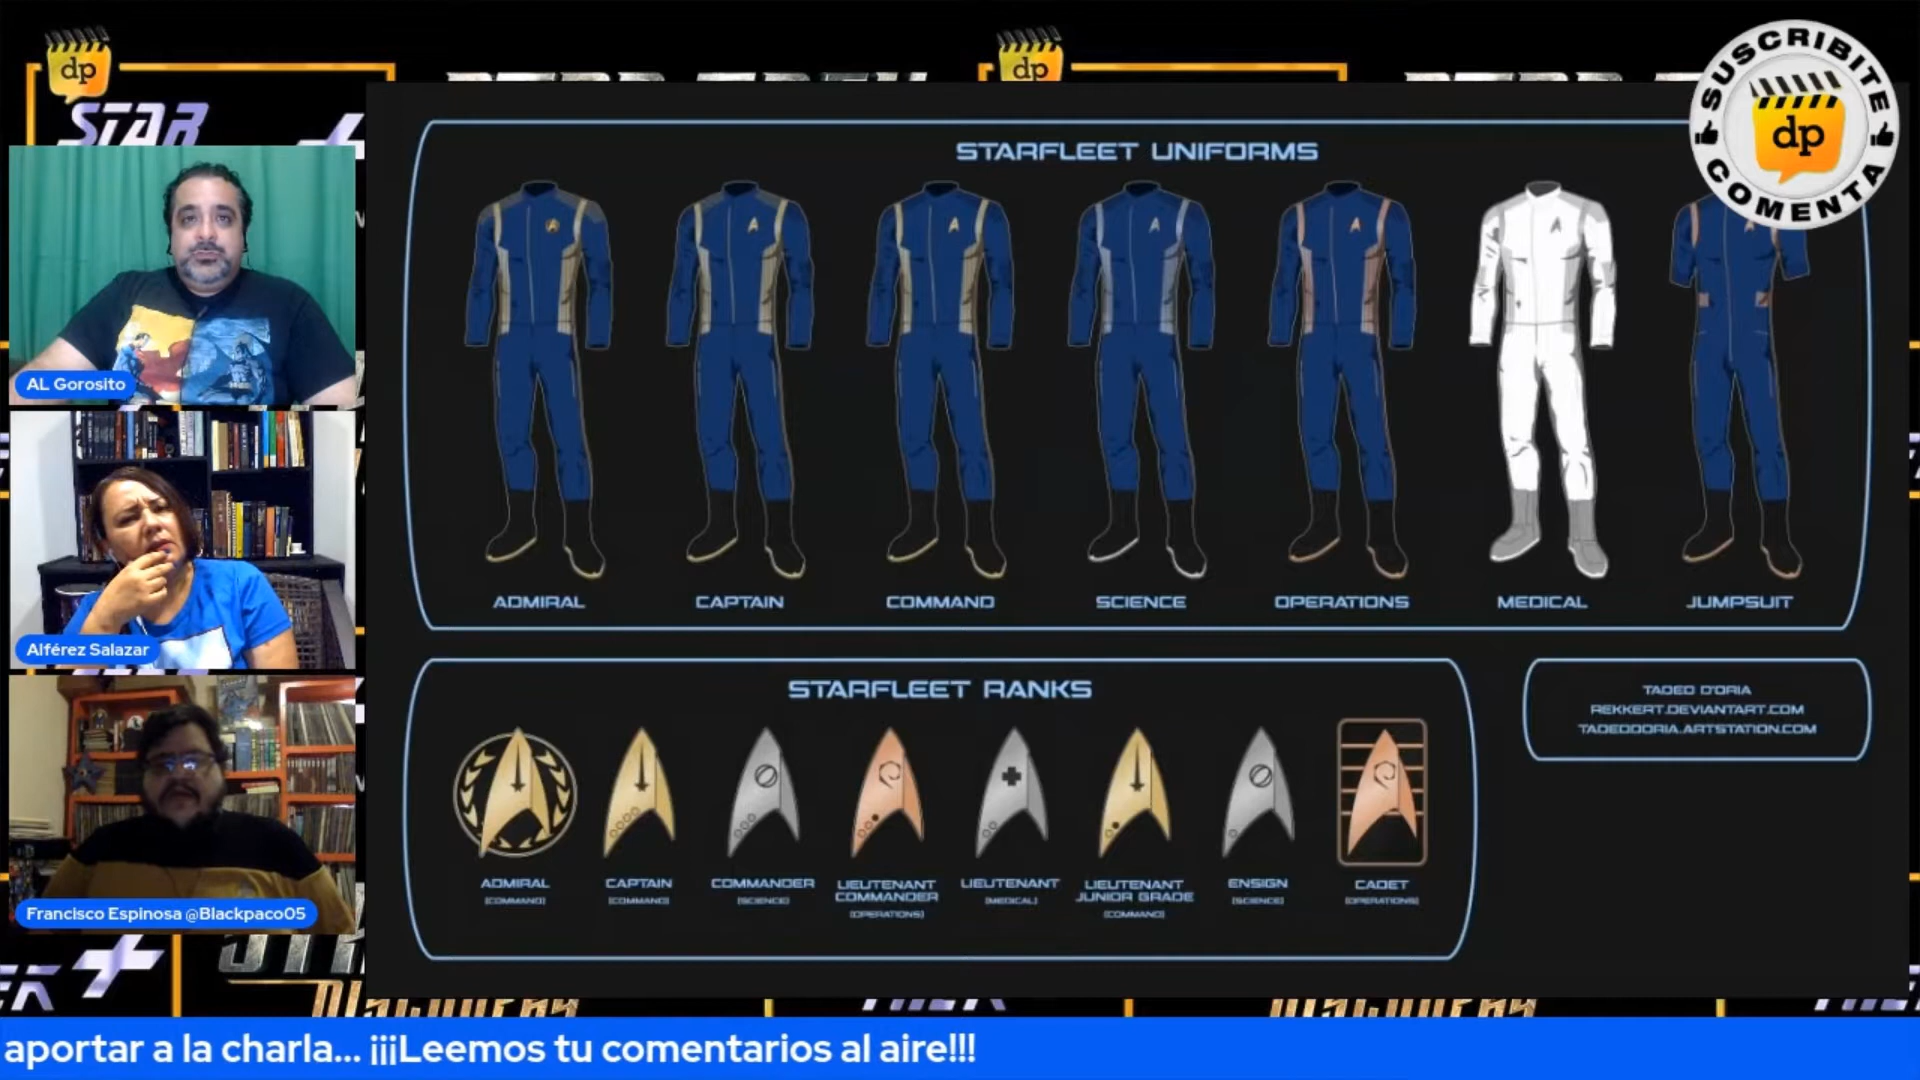 dp
dp
STAR
SUSCRIBITE
dp
COMENTA
STARFLEET UNIFORMS
ADMIRAL
CAPTAIN
COMMAND
SCIENCE
OPERATIONS
MEDICAL
JUMPSUIT
AL Gorosito
Alférez Salazar
Francisco Espinosa @Blackpaco05
STARFLEET RANKS
ADMIRAL
(COMMAND)
CAPTAIN
(COMMAND)
COMMANDER
(SCIENCE)
LIEUTENANT
COMMANDER
(OPERATIONS)
LIEUTENANT
(MEDICAL)
LIEUTENANT
JUNIOR GRADE
(COMMAND)
ENSIGN
(SCIENCE)
CADET
(OPERATIONS)
TADEO D'ORIA
REKKERT.DEVIANTART.COM
TADEODORIA.ARTSTATION.COM
aportar a la charla... ¡¡¡Leemos tu comentarios al aire!!!